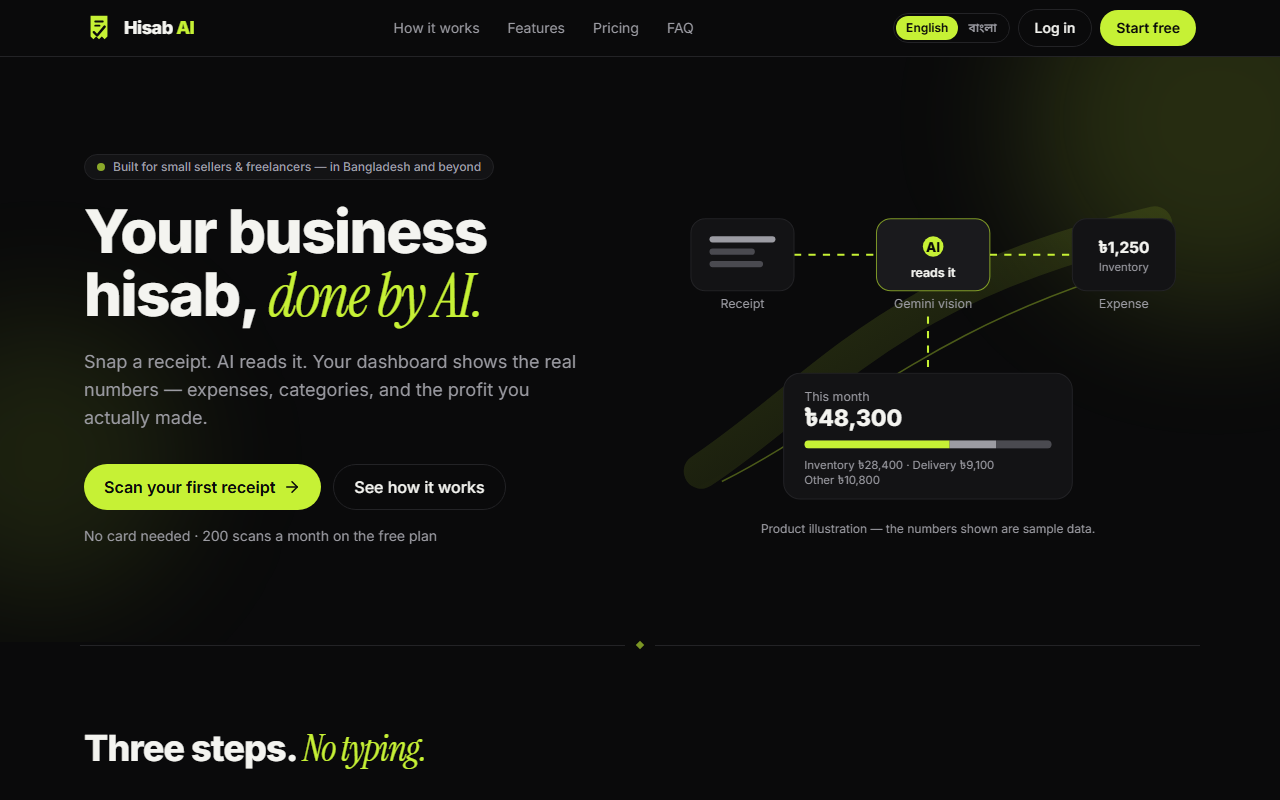 Hisab AI
How it works
Features
Pricing
FAQ
English
বাংলা
Log in
Start free
Built for small sellers & freelancers — in Bangladesh and beyond
Your business
hisab, done by AI.
Snap a receipt. AI reads it. Your dashboard shows the real
numbers — expenses, categories, and the profit you
actually made.
Scan your first receipt →
See how it works
No card needed · 200 scans a month on the free plan
AI
reads it
৳1,250
Inventory
Receipt
Gemini vision
Expense
This month
৳48,300
Inventory ৳28,400 · Delivery ৳9,100
Other ৳10,800
Product illustration — the numbers shown are sample data.
Three steps. No typing.